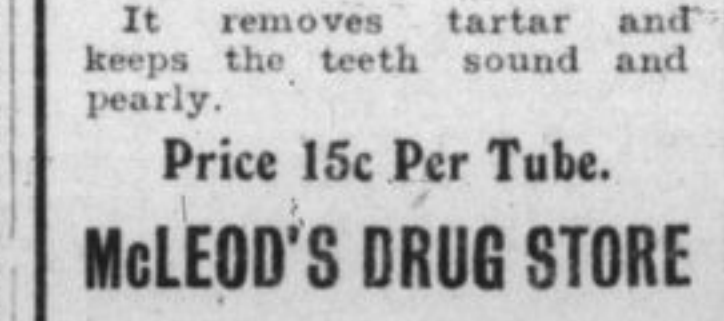 It removes tartar and
keeps the teeth sound and
pearly.
Price 15c Per Tube.
McLEOD'S DRUG STORE